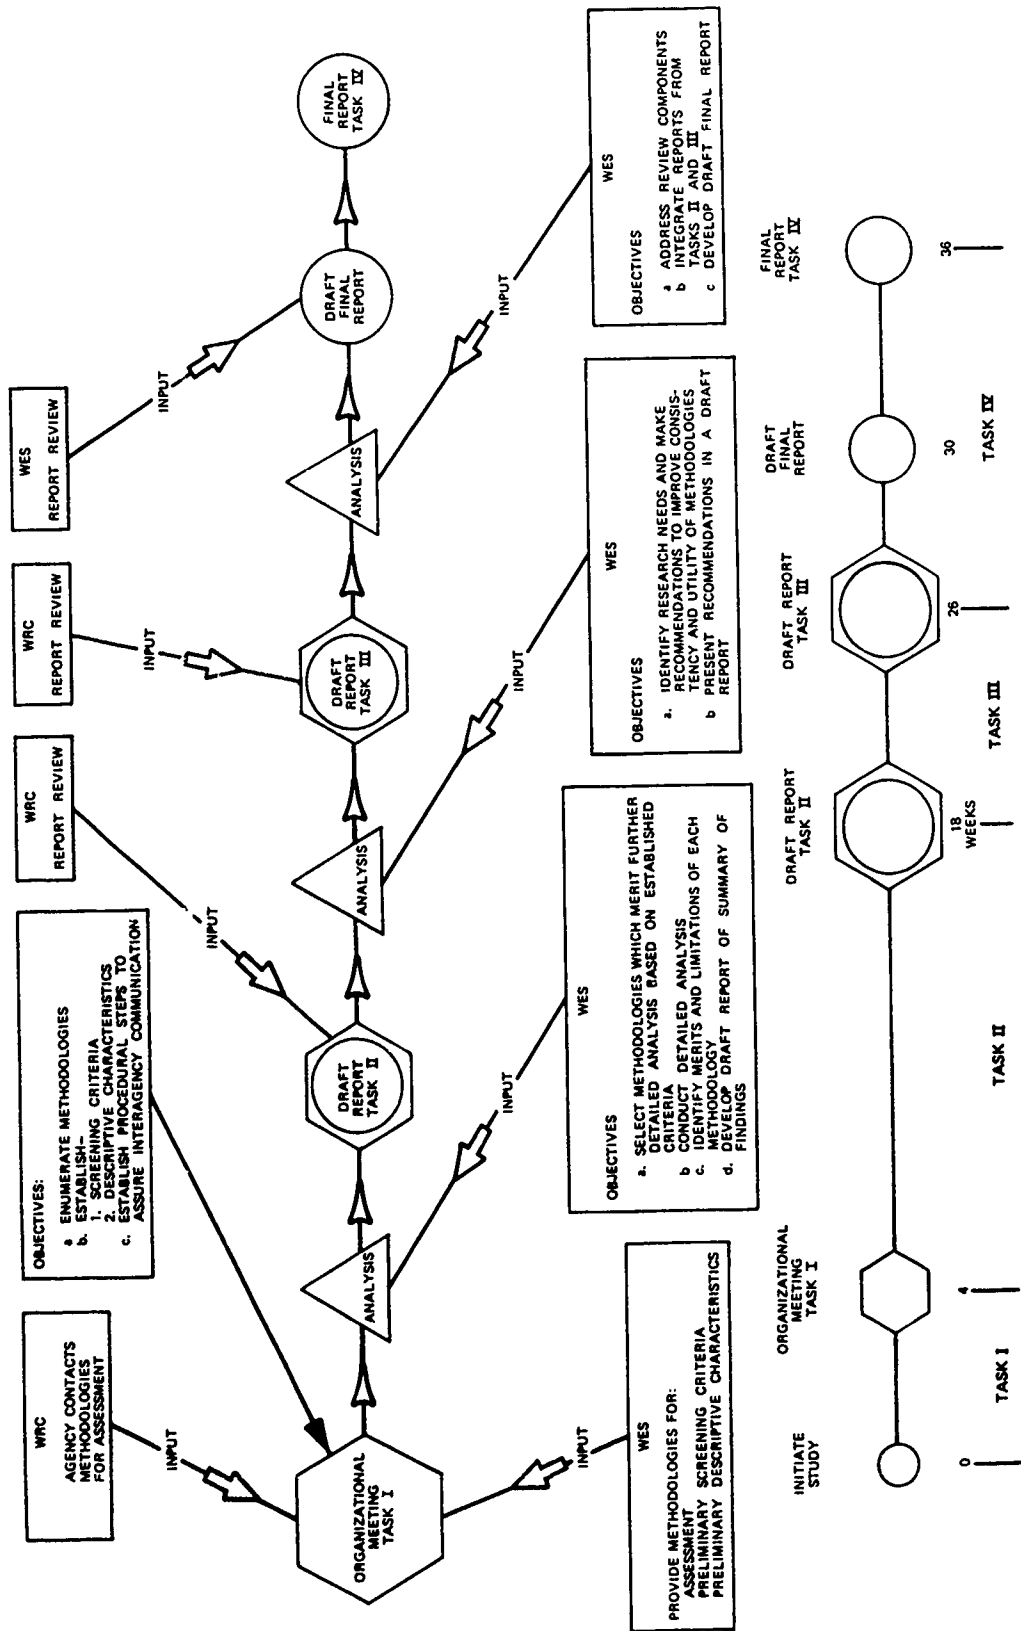 WRC
AGENCY CONTACTS
METHODOLOGIES
FOR ASSESSMENT
INPUT
OBJECTIVES:
a ENUMERATE METHODOLOGIES
b. ESTABLISH-
1. SCREENING CRITERIA
2. DESCRIPTIVE CHARACTERISTICS
c. ESTABLISH PROCEDURAL STEPS TO
ASSURE INTERAGENCY COMMUNICATION
WRC
REPORT REVIEW
INPUT
WRC
REPORT REVIEW
INPUT
WES
REPORT REVIEW
INPUT
ORGANIZATIONAL
MEETING
TASK I
ANALYSIS
DRAFT
REPORT
TASK II
ANALYSIS
DRAFT
REPORT
TASK III
ANALYSIS
DRAFT
FINAL
REPORT
FINAL
REPORT
TASK IV
INPUT
INPUT
INPUT
INPUT
WES
PROVIDE METHODOLOGIES FOR:
ASSESSMENT
PRELIMINARY SCREENING CRITERIA
PRELIMINARY DESCRIPTIVE CHARACTERISTICS
WES
OBJECTIVES
a. SELECT METHODOLOGIES WHICH MERIT FURTHER
DETAILED ANALYSIS BASED ON ESTABLISHED
CRITERIA
b CONDUCT DETAILED ANALYSIS
c. IDENTIFY MERITS AND LIMITATIONS OF EACH
METHODOLOGY
d. DEVELOP DRAFT REPORT OF SUMMARY OF
FINDINGS
WES
OBJECTIVES
a. IDENTIFY RESEARCH NEEDS AND MAKE
RECOMMENDATIONS TO IMPROVE CONSIS-
TENCY AND UTILITY OF METHODOLOGIES
b PRESENT RECOMMENDATIONS IN A DRAFT
REPORT
WES
OBJECTIVES
a ADDRESS REVIEW COMPONENTS
b INTEGRATE REPORTS FROM
TASKS II AND III
c DEVELOP DRAFT FINAL REPORT
INITIATE
STUDY
ORGANIZATIONAL
MEETING
TASK I
DRAFT REPORT
TASK II
DRAFT REPORT
TASK III
DRAFT
FINAL
REPORT
FINAL
REPORT
TASK IV
0
4
18
WEEKS
26
30
36
TASK I
TASK II
TASK III
TASK IV